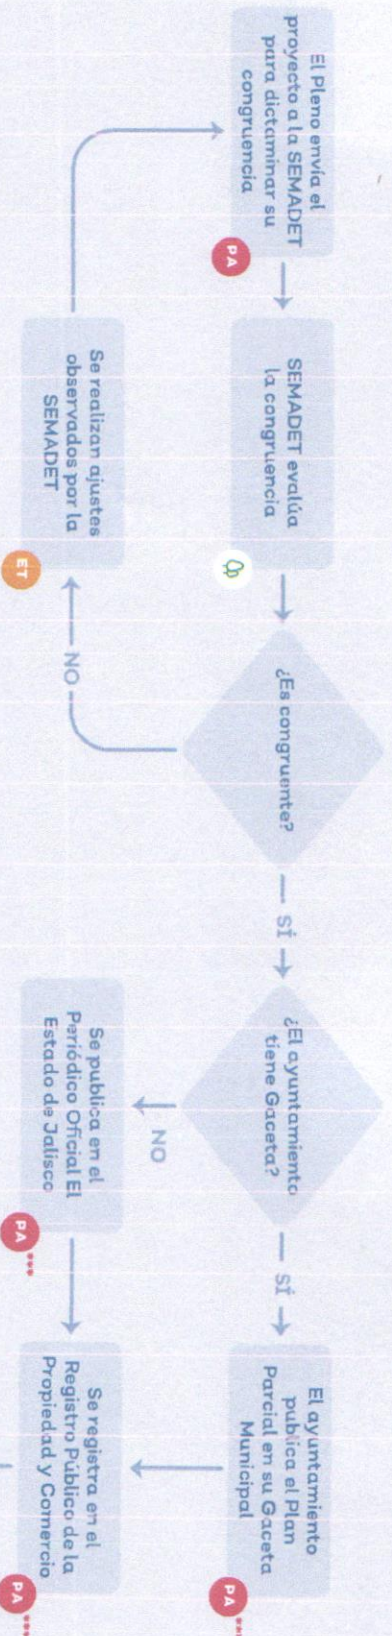 El Pleno envía el
proyecto a la SEMADET
para dictaminar su
congruencia
PA
SEMADET evalúa
la congruencia
¿Es congruente?
NO
Se realizan ajustes
observados por la
SEMADET
ET
SÍ
¿El ayuntamiento
tiene Gaceta?
NO
Se publica en el
Periódico Oficial El
Estado de Jalisco
PA ***
SÍ
El ayuntamiento
publica el Plan
Parcial en su Gaceta
Municipal
PA ***
Se registra en el
Registro Público de la
Propiedad y Comercio
PA ***